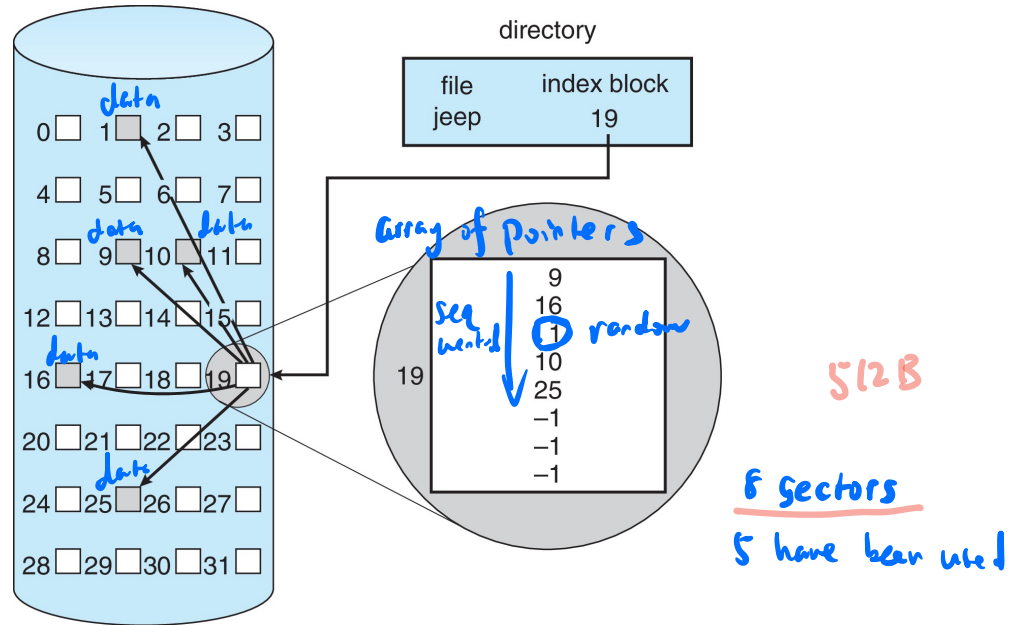 directory
file index block
jeep 19
data
0 1 2 3
4 5 6 7
data data
8 9 10 11
12 13 14 15
data
16 17 18 19
20 21 22 23
data
24 25 26 27
28 29 30 31
array of pointers
9
16
1
10
25
-1
-1
-1
19
seq
random
512B
8 sectors
5 have been used